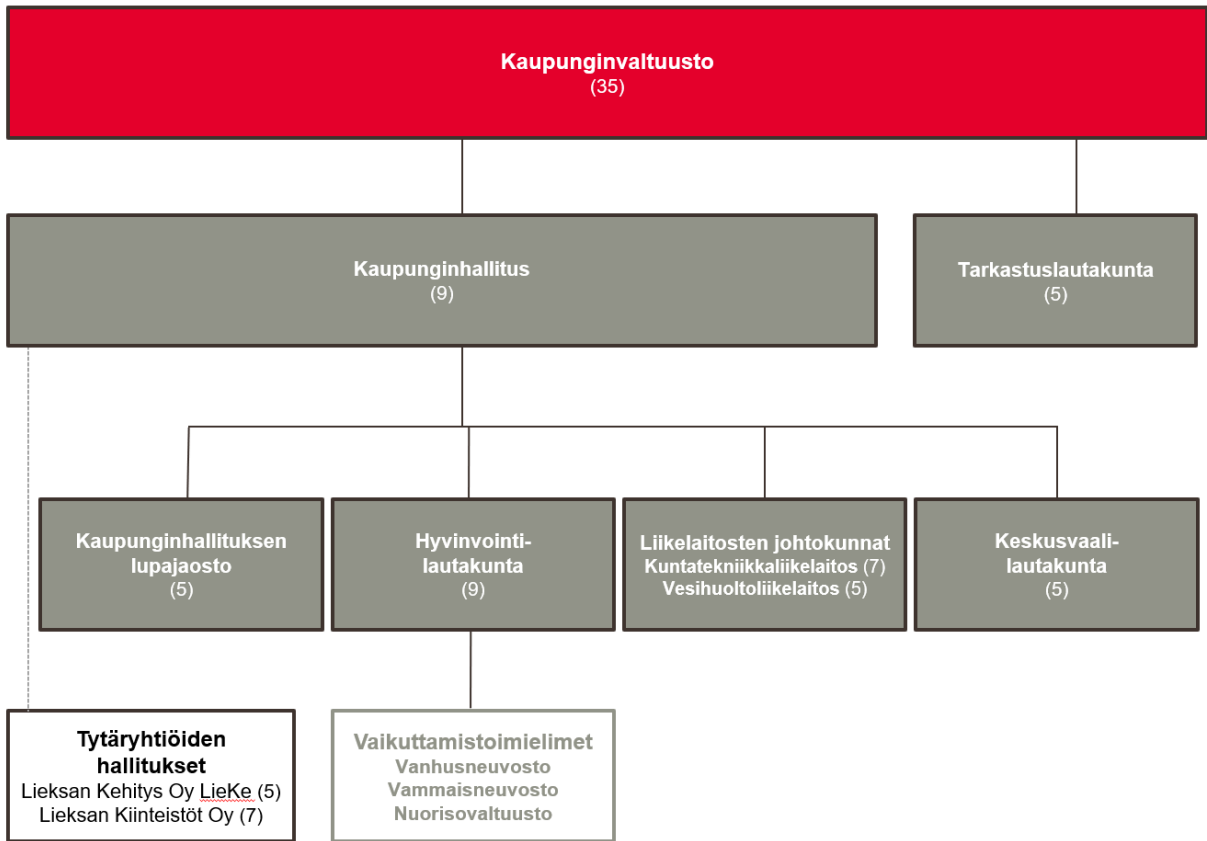 Kaupunginvaltuusto
(35)
Kaupunginhallitus
(9)
Tarkastuslautakunta
(5)
Kaupunginhallituksen
lupajaosto
(5)
Hyvinvointi-
lautakunta
(9)
Liikelaitosten johtokunnat
Kuntatekniikkaliikelaitos (7)
Vesihuoltoliikelaitos (5)
Keskusvaali-
lautakunta
(5)
Tytäryhtiöiden
hallitukset
Lieksan Kehitys Oy LieKe (5)
Lieksan Kiinteistöt Oy (7)
Vaikuttamistoimielimet
Vanhusneuvosto
Vammaisneuvosto
Nuorisovaltuusto